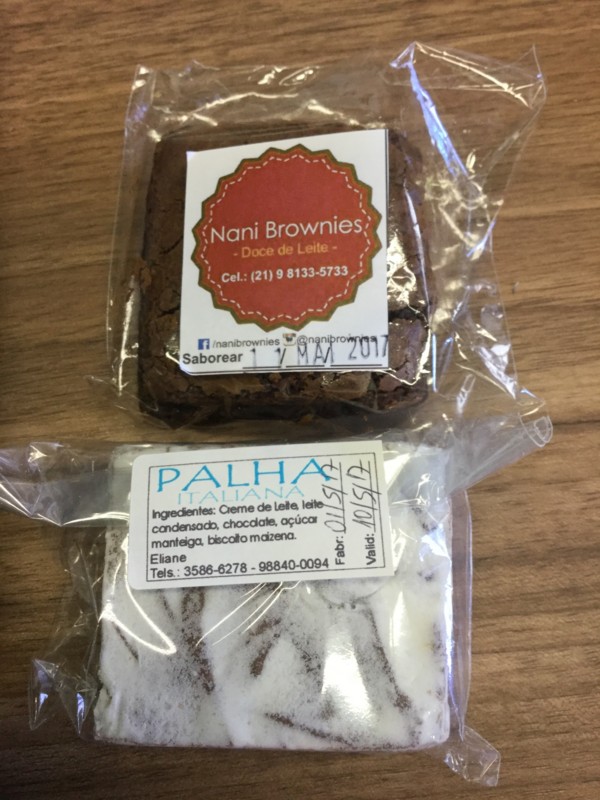 Nani Brownies
- Doce de Leite -
Cel.: (21) 9 8133-5733
/nanibrownies @nanibrownies
Saborear MAI 2017
PALHA
ITALIANA
Ingredientes: Creme de Leite, leite
condensado, chocolate, açúcar
manteiga, biscoito maizena.
Eliane
Tels.: 3586-6278 - 98840-0094
Fabr: 01/5/17
Valid: 10/5/17